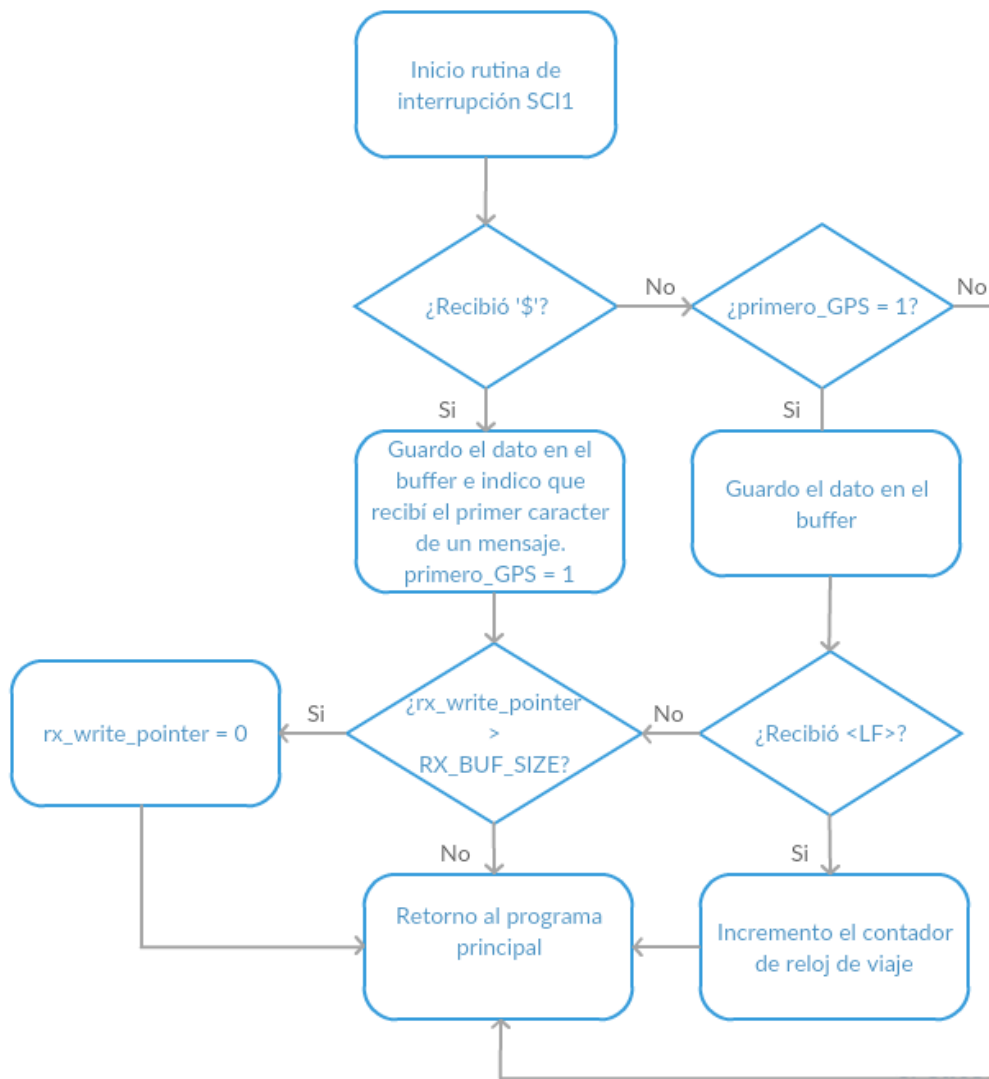 Inicio rutina de
interrupción SCI1
¿Recibió '$'?
No
¿primero_GPS = 1?
No
Si
Si
Guardo el dato en el
buffer e indico que
recibí el primer caracter
de un mensaje.
primero_GPS = 1
Guardo el dato en el
buffer
rx_write_pointer = 0
Si
¿rx_write_pointer
>
RX_BUF_SIZE?
No
¿Recibió <LF>?
No
Si
Retorno al programa
principal
Incremento el contador
de reloj de viaje